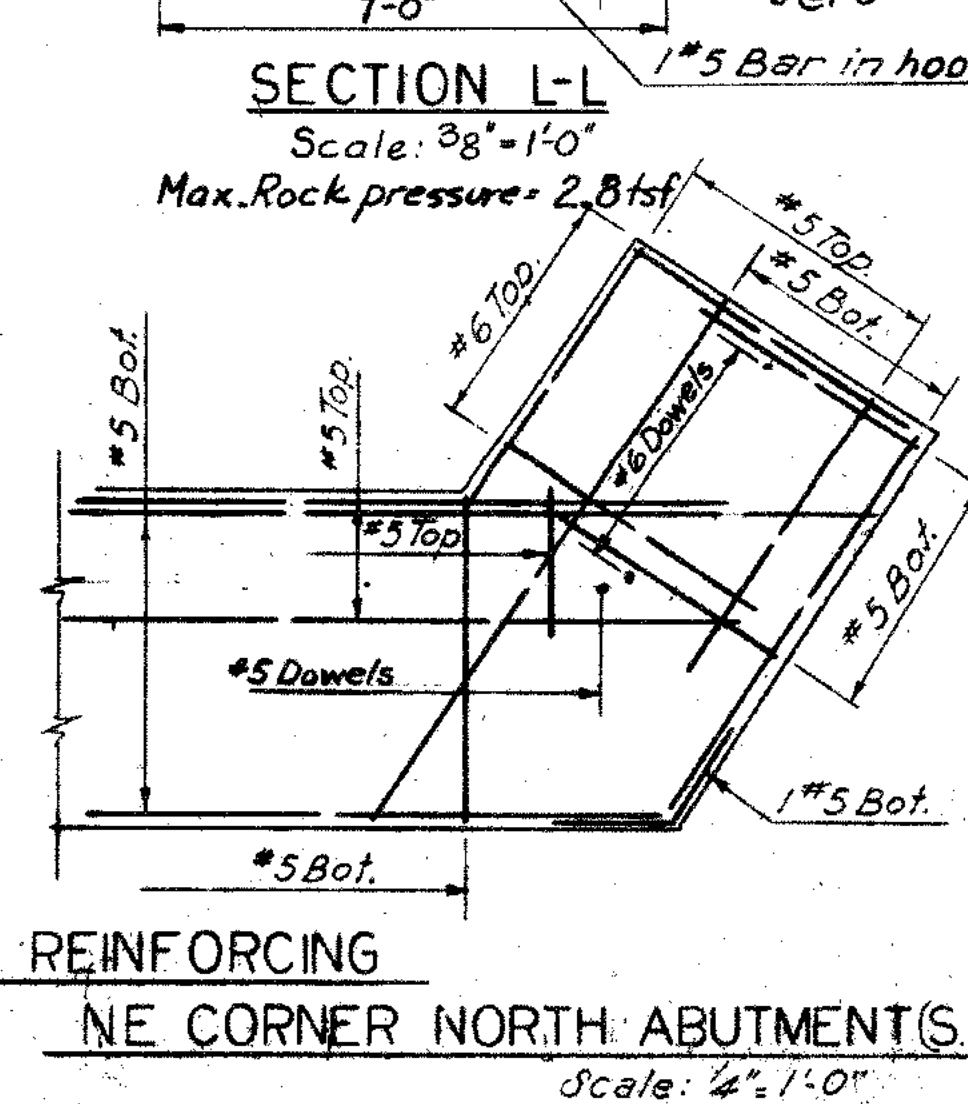 7'-0"
1 #5 Bar in
SECTION L-L
Scale: 3/8" = 1'-0"
Max. Rock pressure = 2.8 tsf
#5 Top.
#5 Bot.
#6 Top.
#6 Dowels
#5 Bot.
#5 Top.
#5 Top
#5 Bot.
#5 Dowels
1 #5 Bot.
#5 Bot.
REINFORCING
NE CORNER NORTH ABUTMENT (S.
Scale: 1/4" = 1'-0"